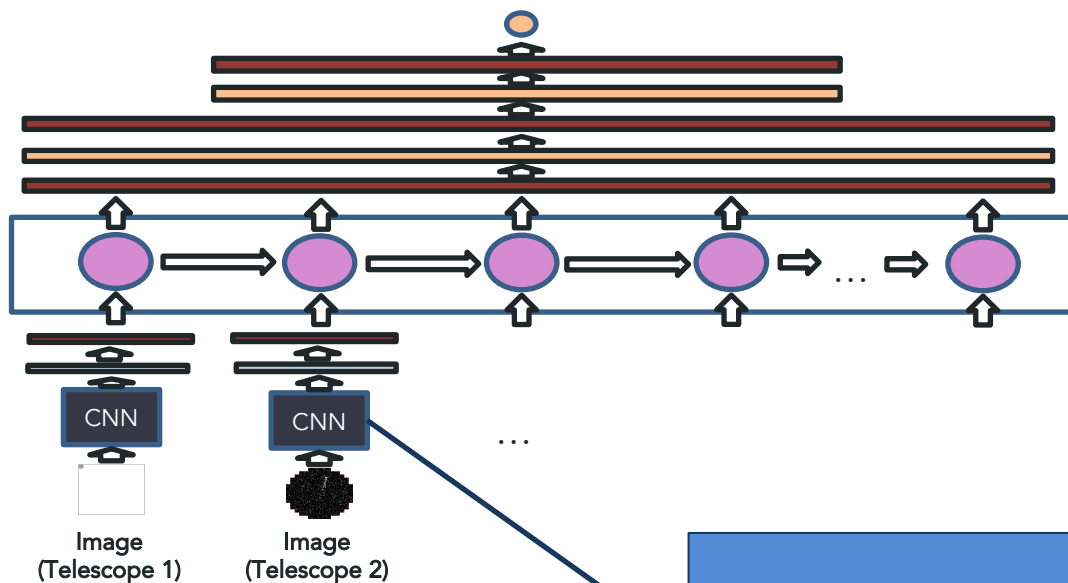 ...
CNN
CNN
...
Image
(Telescope 1)
Image
(Telescope 2)